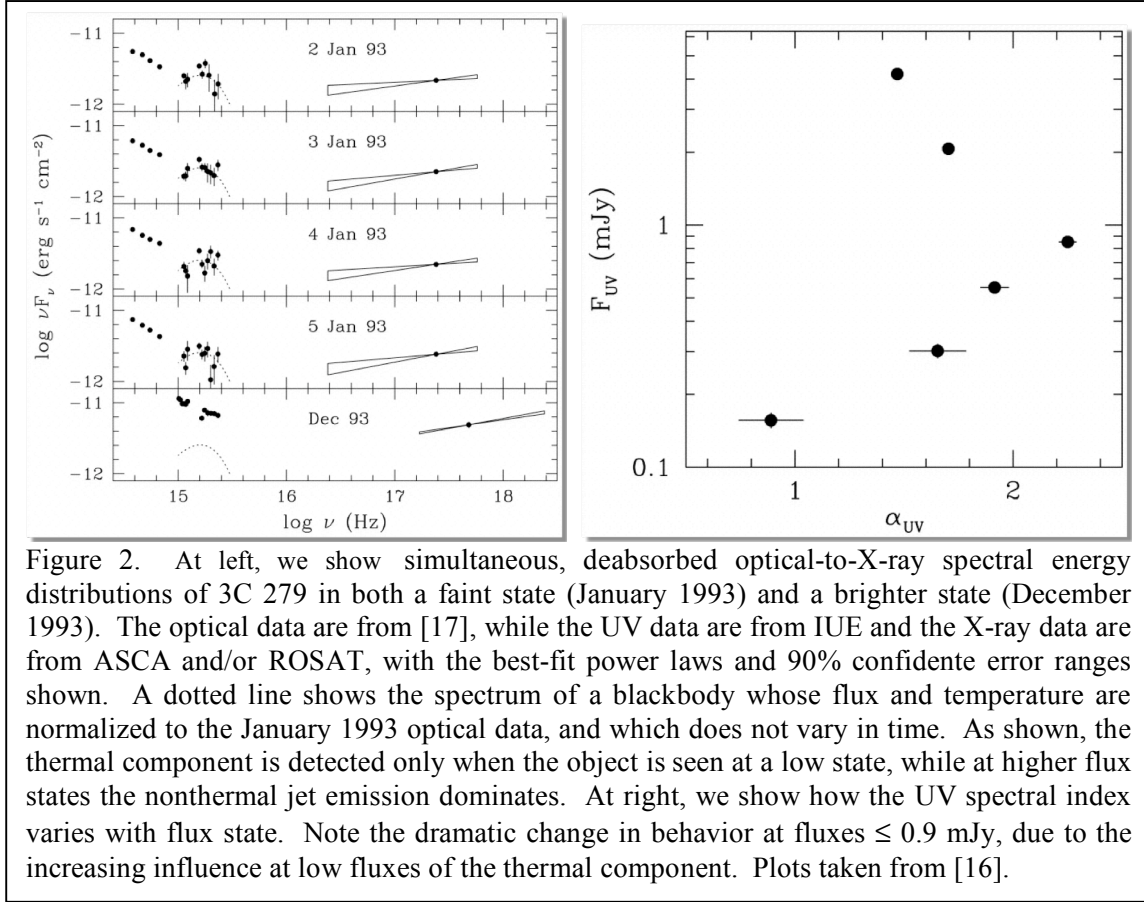 −11
−12
−11
−12
−11
−12
−11
−12
−11
−12
log νFν (erg s⁻¹ cm⁻²)
2 Jan 93
3 Jan 93
4 Jan 93
5 Jan 93
Dec 93
15 16 17 18
log ν (Hz)
1
0.1
F_UV (mJy)
1 2
α_UV
Figure 2. At left, we show simultaneous, deabsorbed optical-to-X-ray spectral energy
distributions of 3C 279 in both a faint state (January 1993) and a brighter state (December
1993). The optical data are from [17], while the UV data are from IUE and the X-ray data are
from ASCA and/or ROSAT, with the best-fit power laws and 90% confidente error ranges
shown. A dotted line shows the spectrum of a blackbody whose flux and temperature are
normalized to the January 1993 optical data, and which does not vary in time. As shown, the
thermal component is detected only when the object is seen at a low state, while at higher flux
states the nonthermal jet emission dominates. At right, we show how the UV spectral index
varies with flux state. Note the dramatic change in behavior at fluxes ≤ 0.9 mJy, due to the
increasing influence at low fluxes of the thermal component. Plots taken from [16].